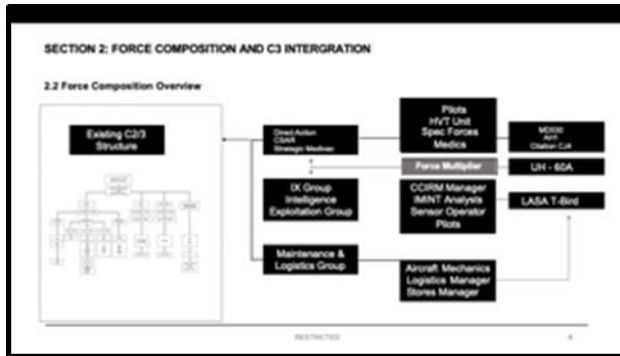 SECTION 2: FORCE COMPOSITION AND C3 INTERGRATION
2.2 Force Composition Overview
Existing C2/3
Structure
Direct Action
CSAR
Strategic Medivac
Pilots
HVT Unit
Spec Forces
Medics
MD530
AH1
Citation CJ4
Force Multiplier
UH - 60A
IX Group
Intelligence
Exploitation Group
CCIRM Manager
IMINT Analysts
Sensor Operator
Pilots
LASA T-Bird
Maintenance &
Logistics Group
Aircraft Mechanics
Logistics Manager
Stores Manager
RESTRICTED